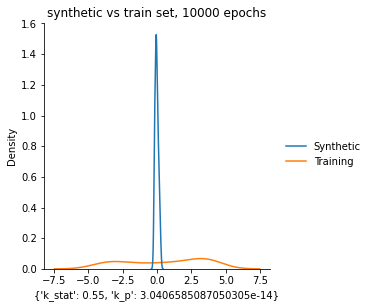 synthetic vs train set, 10000 epochs
1.6
1.4
1.2
1.0
0.8
0.6
0.4
0.2
0.0
Density
−7.5 −5.0 −2.5 0.0 2.5 5.0 7.5
{'k_stat': 0.55, 'k_p': 3.0406585087050305e-14}
Synthetic
Training